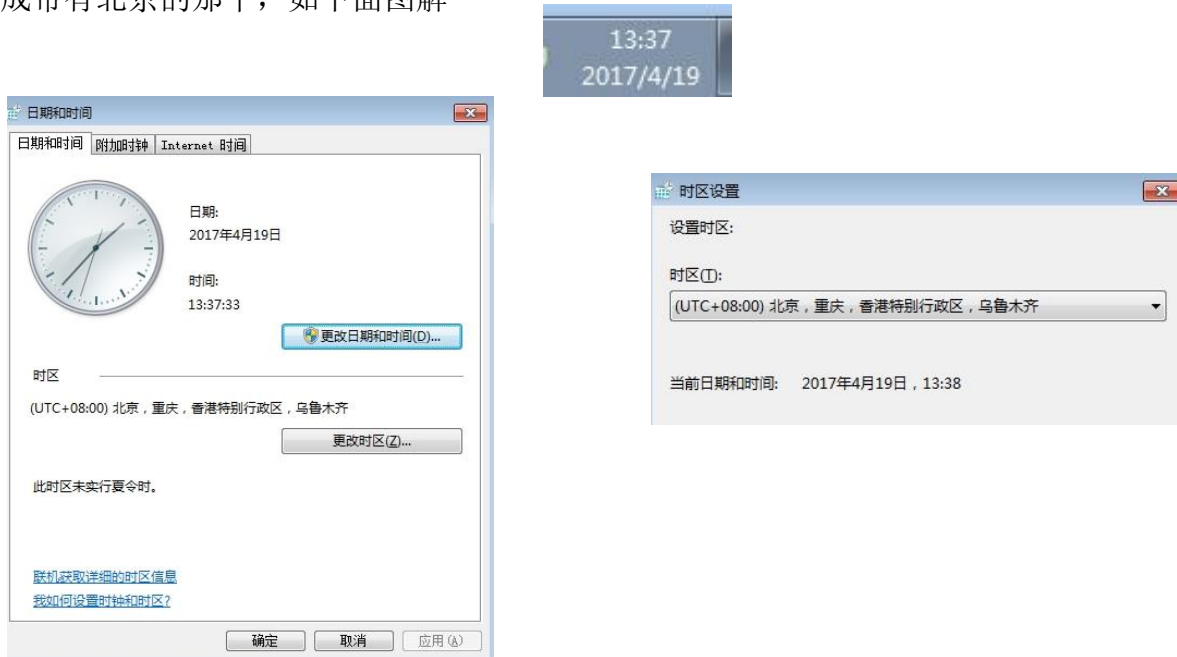 成带有北京的那个，如下面图解
13:37
2017/4/19
日期和时间
日期和时间 附加时钟 Internet 时间
日期:
2017年4月19日
时间:
13:37:33
更改日期和时间(D)...
时区
(UTC+08:00) 北京，重庆，香港特别行政区，乌鲁木齐
更改时区(Z)...
此时区未实行夏令时。
联机获取详细的时区信息
我如何设置时钟和时区?
确定 取消 应用(A)
时区设置
设置时区:
时区(T):
(UTC+08:00) 北京，重庆，香港特别行政区，乌鲁木齐
当前日期和时间: 2017年4月19日，13:38